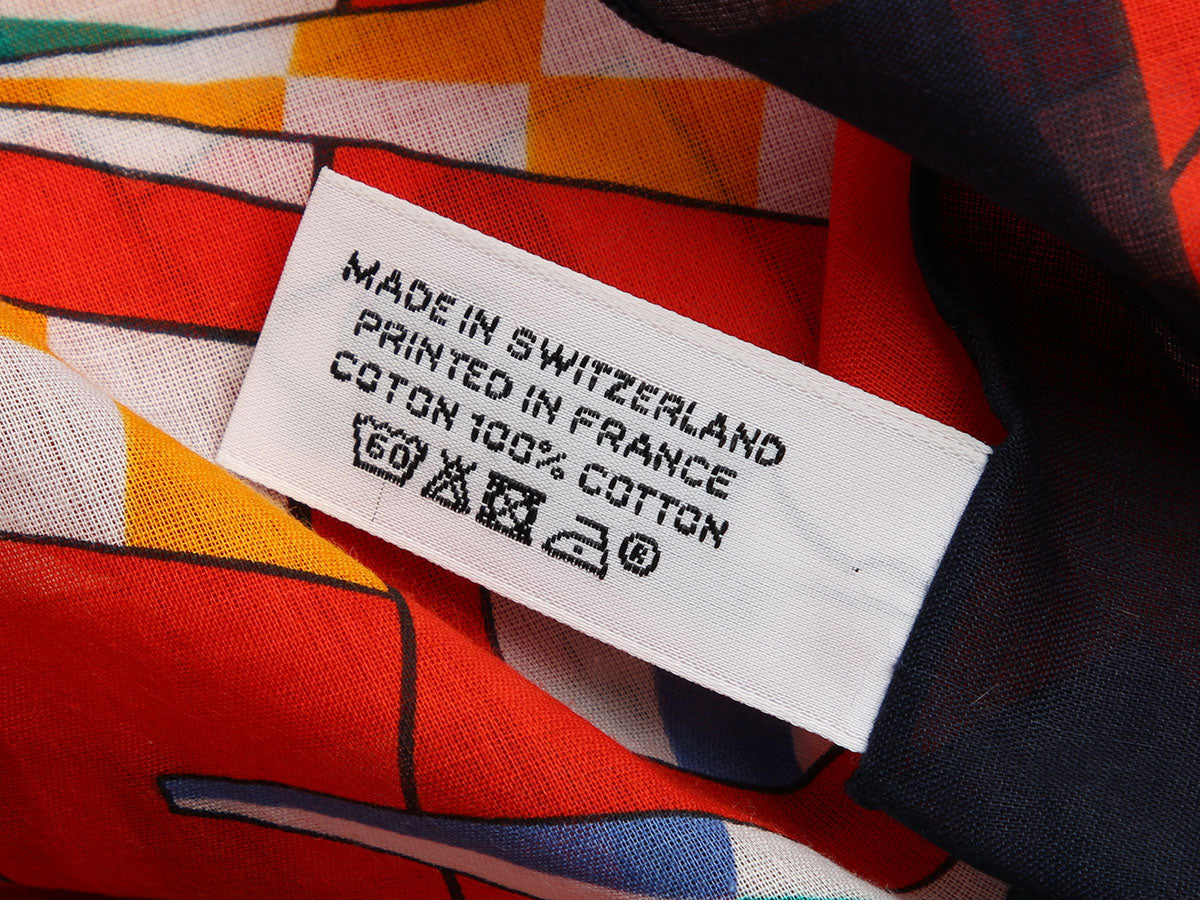 MADE IN SWITZERLAND
PRINTED IN FRANCE
COTON 100% COTTON
60 ®